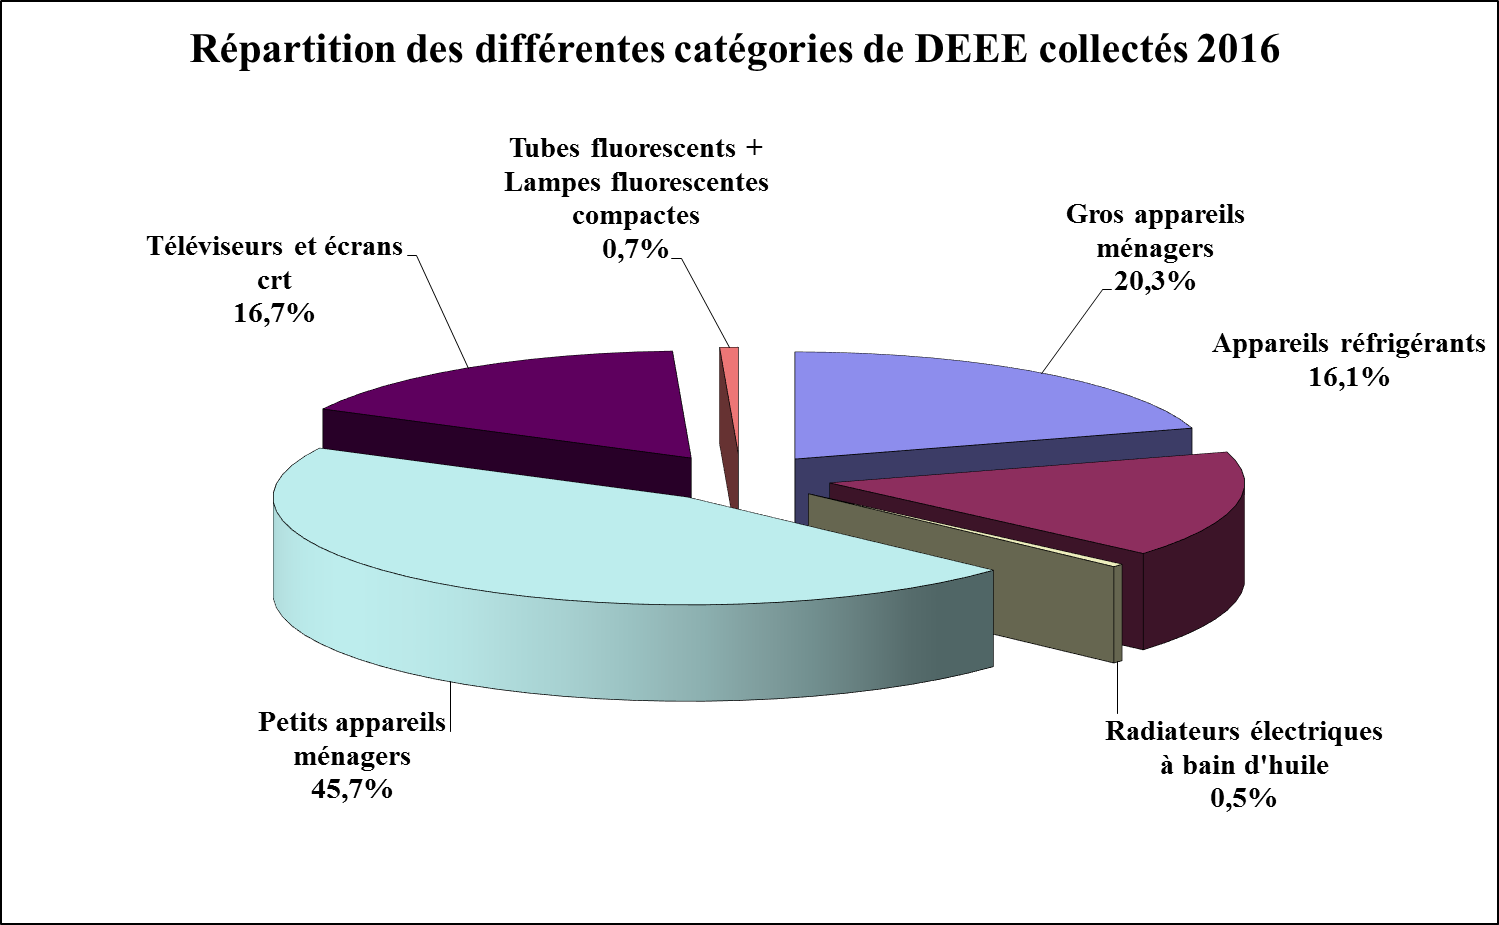 Répartition des différentes catégories de DEEE collectés 2016
Tubes fluorescents +
Lampes fluorescentes
compactes
0,7%
Gros appareils
ménagers
20,3%
Téléviseurs et écrans
crt
16,7%
Appareils réfrigérants
16,1%
Petits appareils
ménagers
45,7%
Radiateurs électriques
à bain d'huile
0,5%